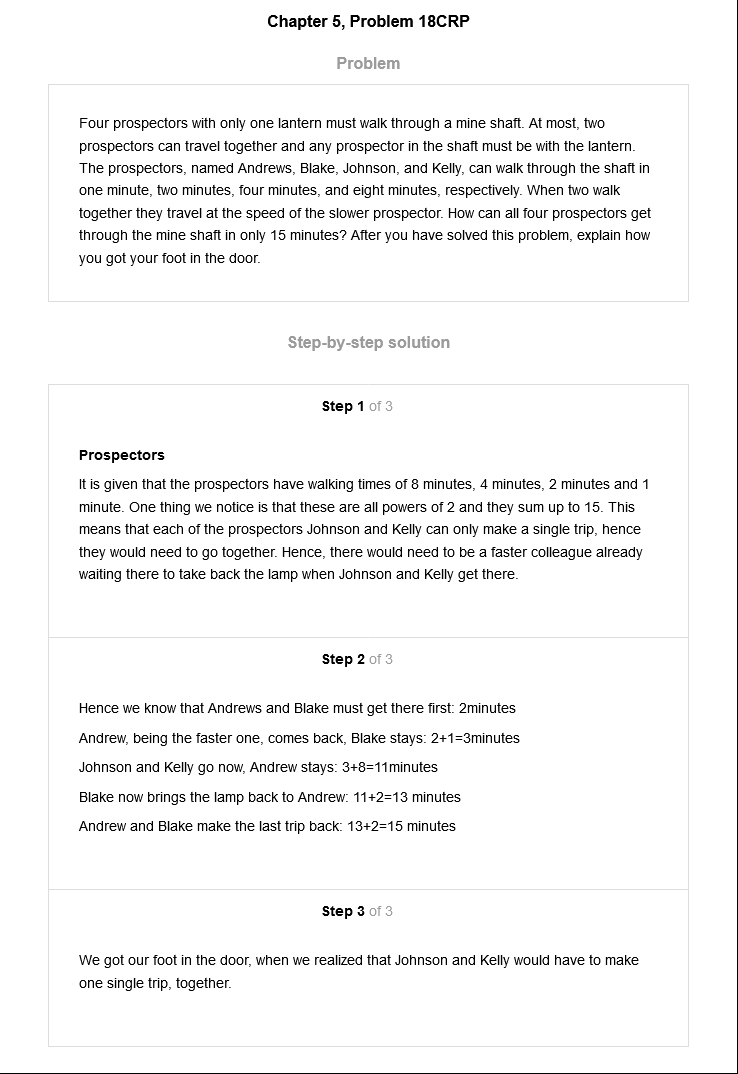 Chapter 5, Problem 18CRP
Problem
Four prospectors with only one lantern must walk through a mine shaft. At most, two
prospectors can travel together and any prospector in the shaft must be with the lantern.
The prospectors, named Andrews, Blake, Johnson, and Kelly, can walk through the shaft in
one minute, two minutes, four minutes, and eight minutes, respectively. When two walk
together they travel at the speed of the slower prospector. How can all four prospectors get
through the mine shaft in only 15 minutes? After you have solved this problem, explain how
you got your foot in the door.
Step-by-step solution
Step 1 of 3
Prospectors
It is given that the prospectors have walking times of 8 minutes, 4 minutes, 2 minutes and 1
minute. One thing we notice is that these are all powers of 2 and they sum up to 15. This
means that each of the prospectors Johnson and Kelly can only make a single trip, hence
they would need to go together. Hence, there would need to be a faster colleague already
waiting there to take back the lamp when Johnson and Kelly get there.
Step 2 of 3
Hence we know that Andrews and Blake must get there first: 2minutes
Andrew, being the faster one, comes back, Blake stays: 2+1=3minutes
Johnson and Kelly go now, Andrew stays: 3+8=11minutes
Blake now brings the lamp back to Andrew: 11+2=13 minutes
Andrew and Blake make the last trip back: 13+2=15 minutes
Step 3 of 3
We got our foot in the door, when we realized that Johnson and Kelly would have to make
one single trip, together.